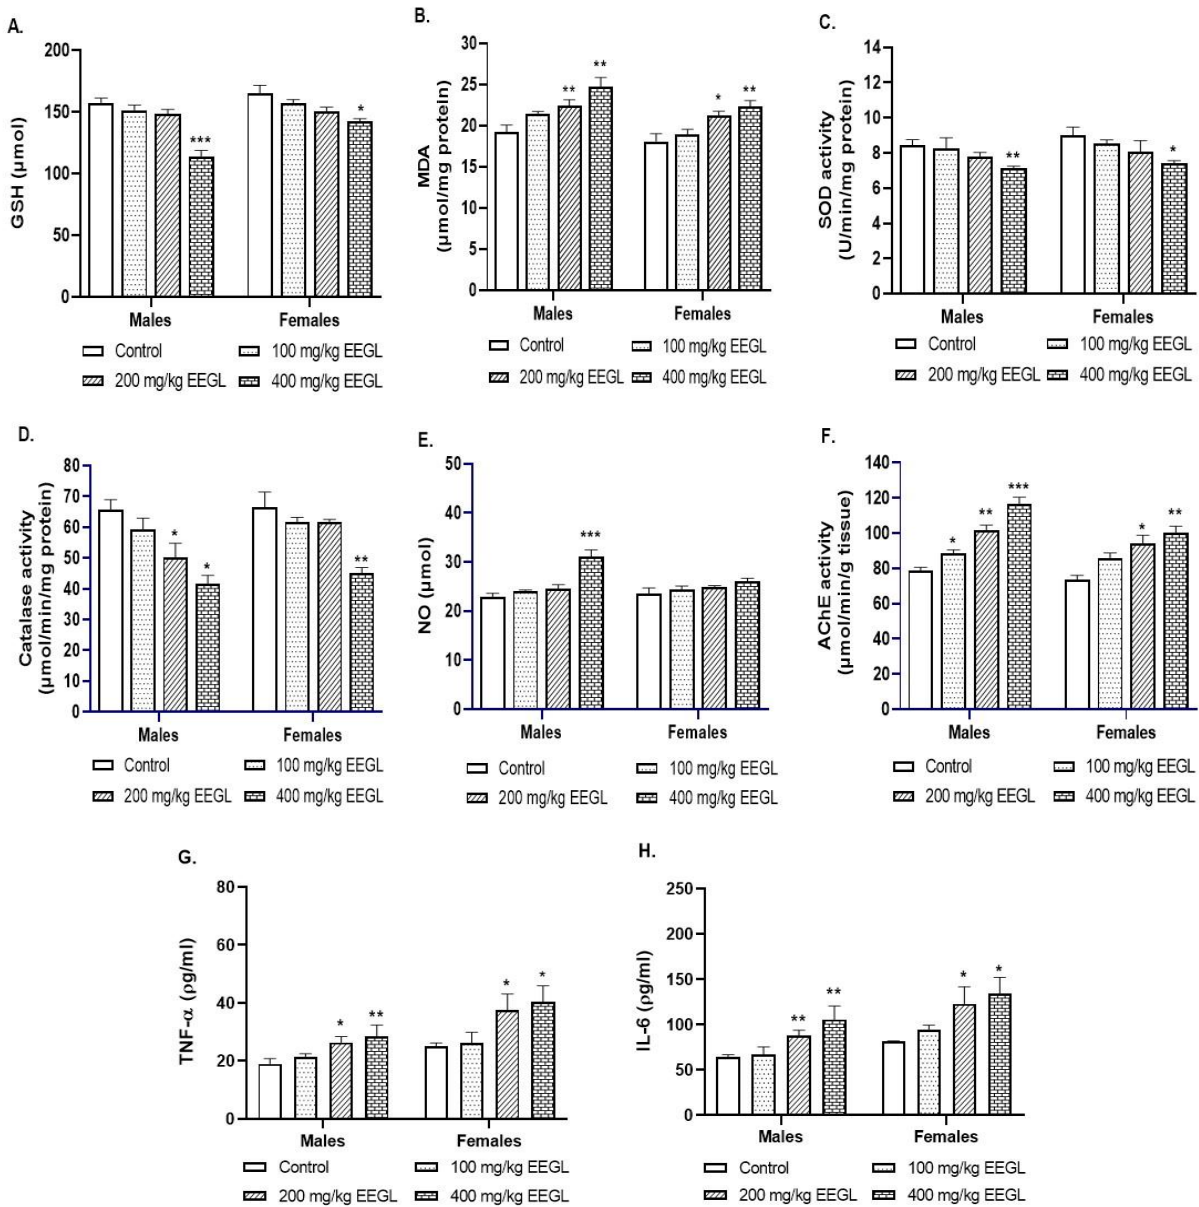 A.
GSH (µmol)
200
150
100
50
0
***
*
Males Females
Control 100 mg/kg EEGL
200 mg/kg EEGL 400 mg/kg EEGL
B.
MDA
(µmol/mg protein)
30
25
20
15
10
5
0
** ** * **
Males Females
Control 100 mg/kg EEGL
200 mg/kg EEGL 400 mg/kg EEGL
C.
SOD activity
(U/min/mg protein)
14
12
10
8
6
4
2
0
** *
Males Females
Control 100 mg/kg EEGL
200 mg/kg EEGL 400 mg/kg EEGL
D.
Catalase activity
(µmol/min/mg protein)
80
70
60
50
40
30
20
10
0
* * **
Males Females
Control 100 mg/kg EEGL
200 mg/kg EEGL 400 mg/kg EEGL
E.
NO (µmol)
50
40
30
20
10
0
***
Males Females
Control 100 mg/kg EEGL
200 mg/kg EEGL 400 mg/kg EEGL
F.
AChE activity
(µmol/min/g tissue)
140
120
100
80
60
40
20
0
* ** *** * **
Males Females
Control 100 mg/kg EEGL
200 mg/kg EEGL 400 mg/kg EEGL
G.
TNF-α (ρg/ml)
80
60
40
20
0
* ** * *
Males Females
Control 100 mg/kg EEGL
200 mg/kg EEGL 400 mg/kg EEGL
H.
IL-6 (ρg/ml)
250
200
150
100
50
0
** ** * *
Males Females
Control 100 mg/kg EEGL
200 mg/kg EEGL 400 mg/kg EEGL